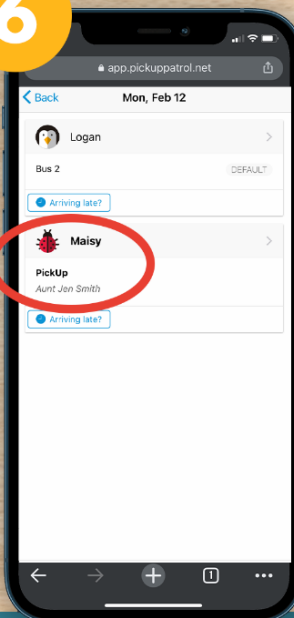 6
app.pickuppatrol.net
Back Mon, Feb 12
Logan
Bus 2 DEFAULT
Arriving late?
Maisy
PickUp
Aunt Jen Smith
Arriving late?
1